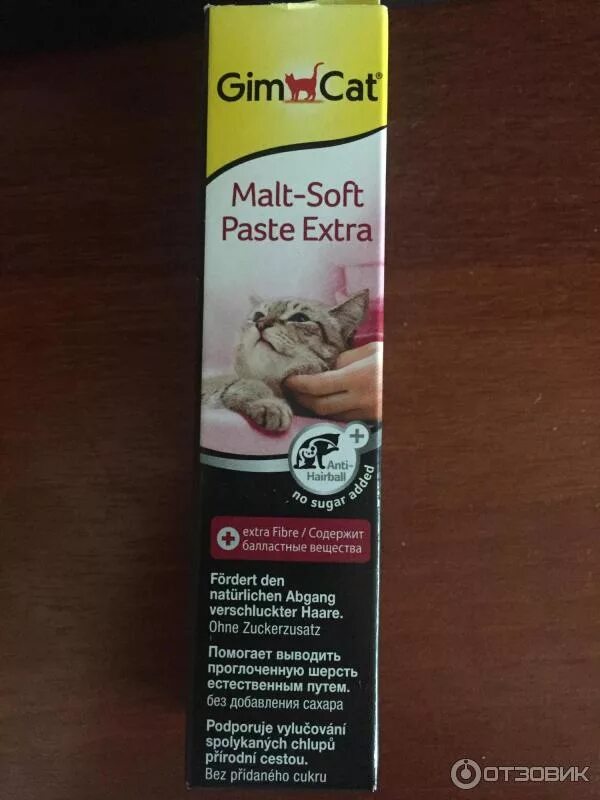 GimCat®
Malt-Soft
Paste Extra
Anti-
Hairball
no sugar added
extra Fibre / Содержит
балластные вещества
Fördert den
natürlichen Abgang
verschluckter Haare.
Ohne Zuckerzusatz
Помогает выводить
проглоченную шерсть
естественным путем.
без добавления сахара
Podporuje vylučování
spolykaných chlupů
přírodní cestou.
Bez přídaného cukru
ОТЗОВИК